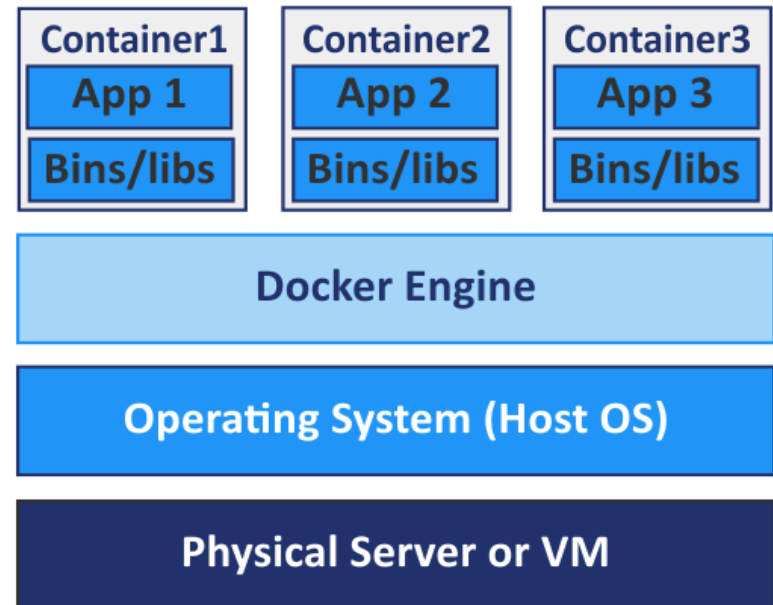 Container1 Container2 Container3
App 1 App 2 App 3
Bins/libs Bins/libs Bins/libs
Docker Engine
Operating System (Host OS)
Physical Server or VM